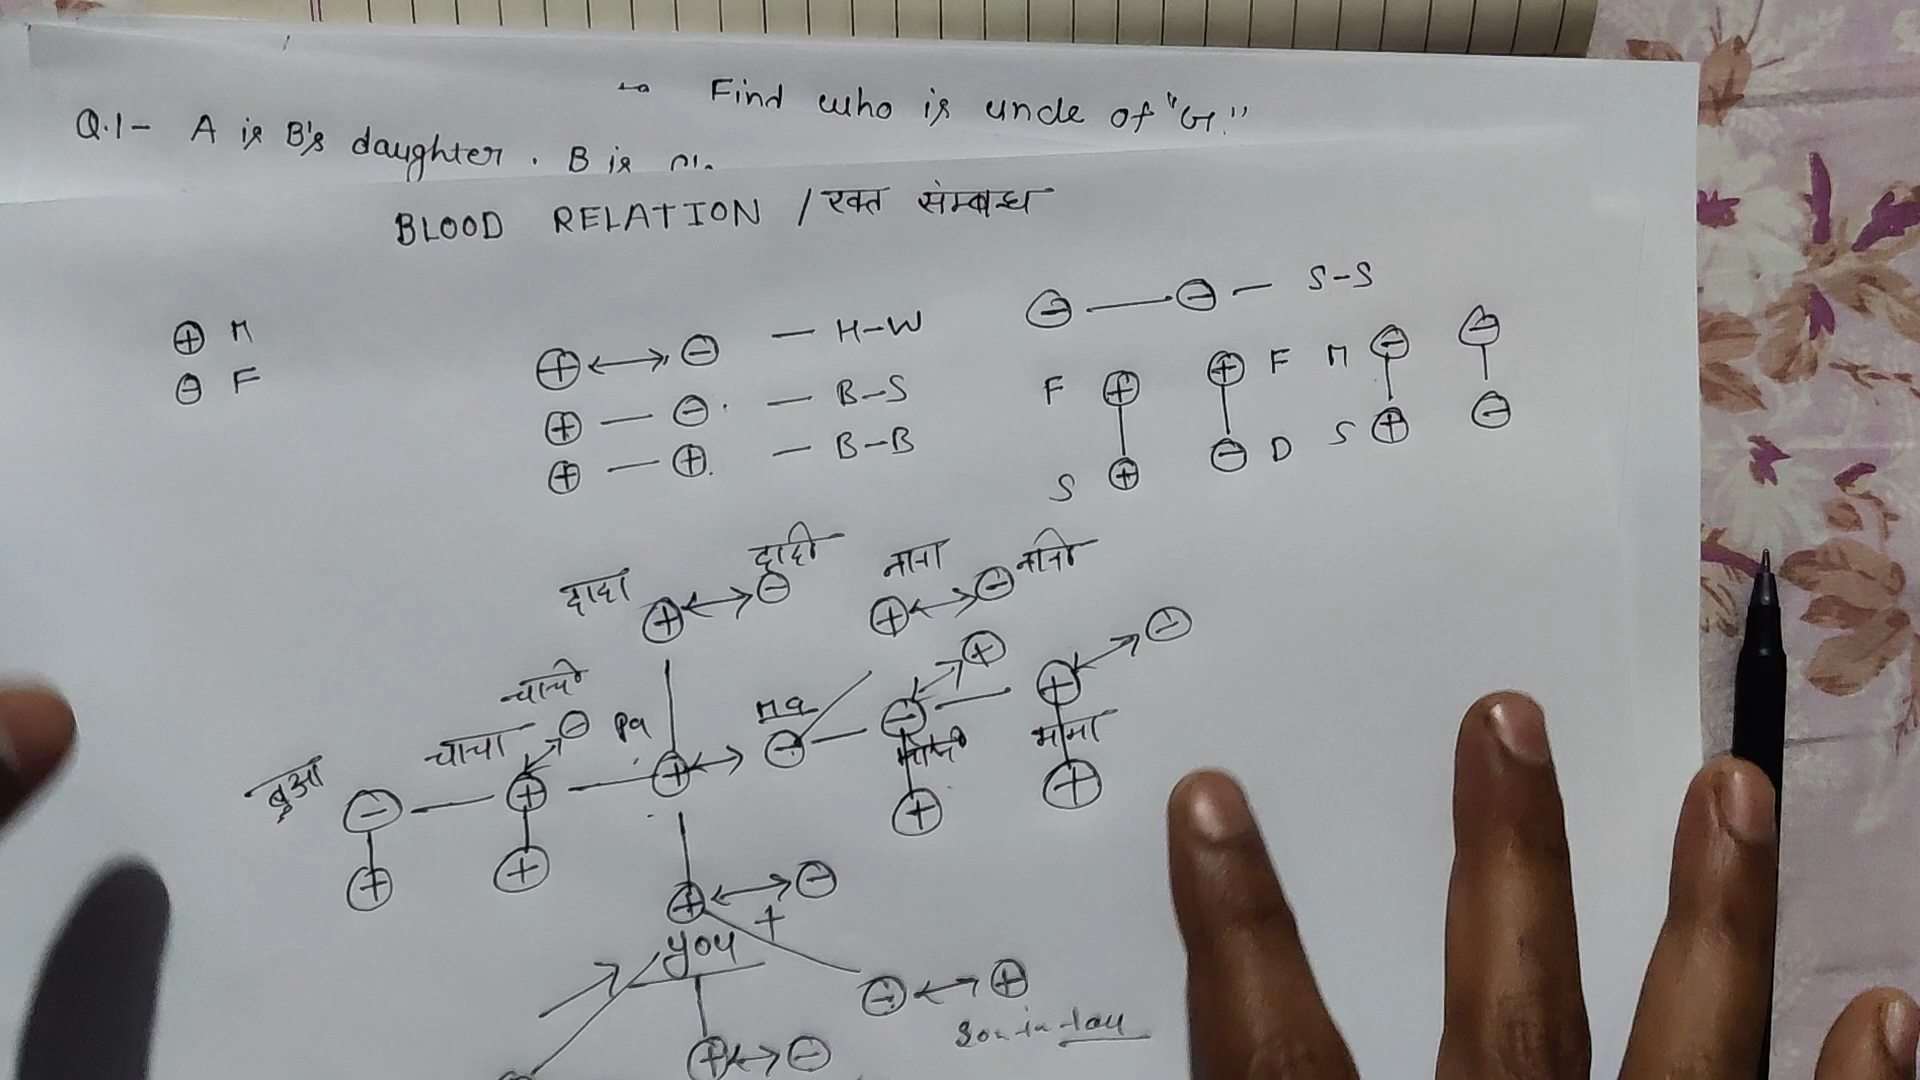 → Find who is uncle of "G."
Q.1- A is B's daughter. B is
BLOOD RELATION / रक्त संम्बन्ध
⊕ M
⊖ F
⊕ ↔ ⊖ — H-W
⊕ — ⊖ — B-S
⊕ — ⊕ — B-B
⊖ — ⊖ — S-S
F ⊕ ⊕ F M ⊖ ⊖
S ⊕ ⊖ D S ⊕ ⊖
दादा ⊕ ↔ ⊖ दादी नाना ⊕ ↔ ⊖ नानी
चाची
बुआ चाचा Pa Ma मामा
you
son-in-law